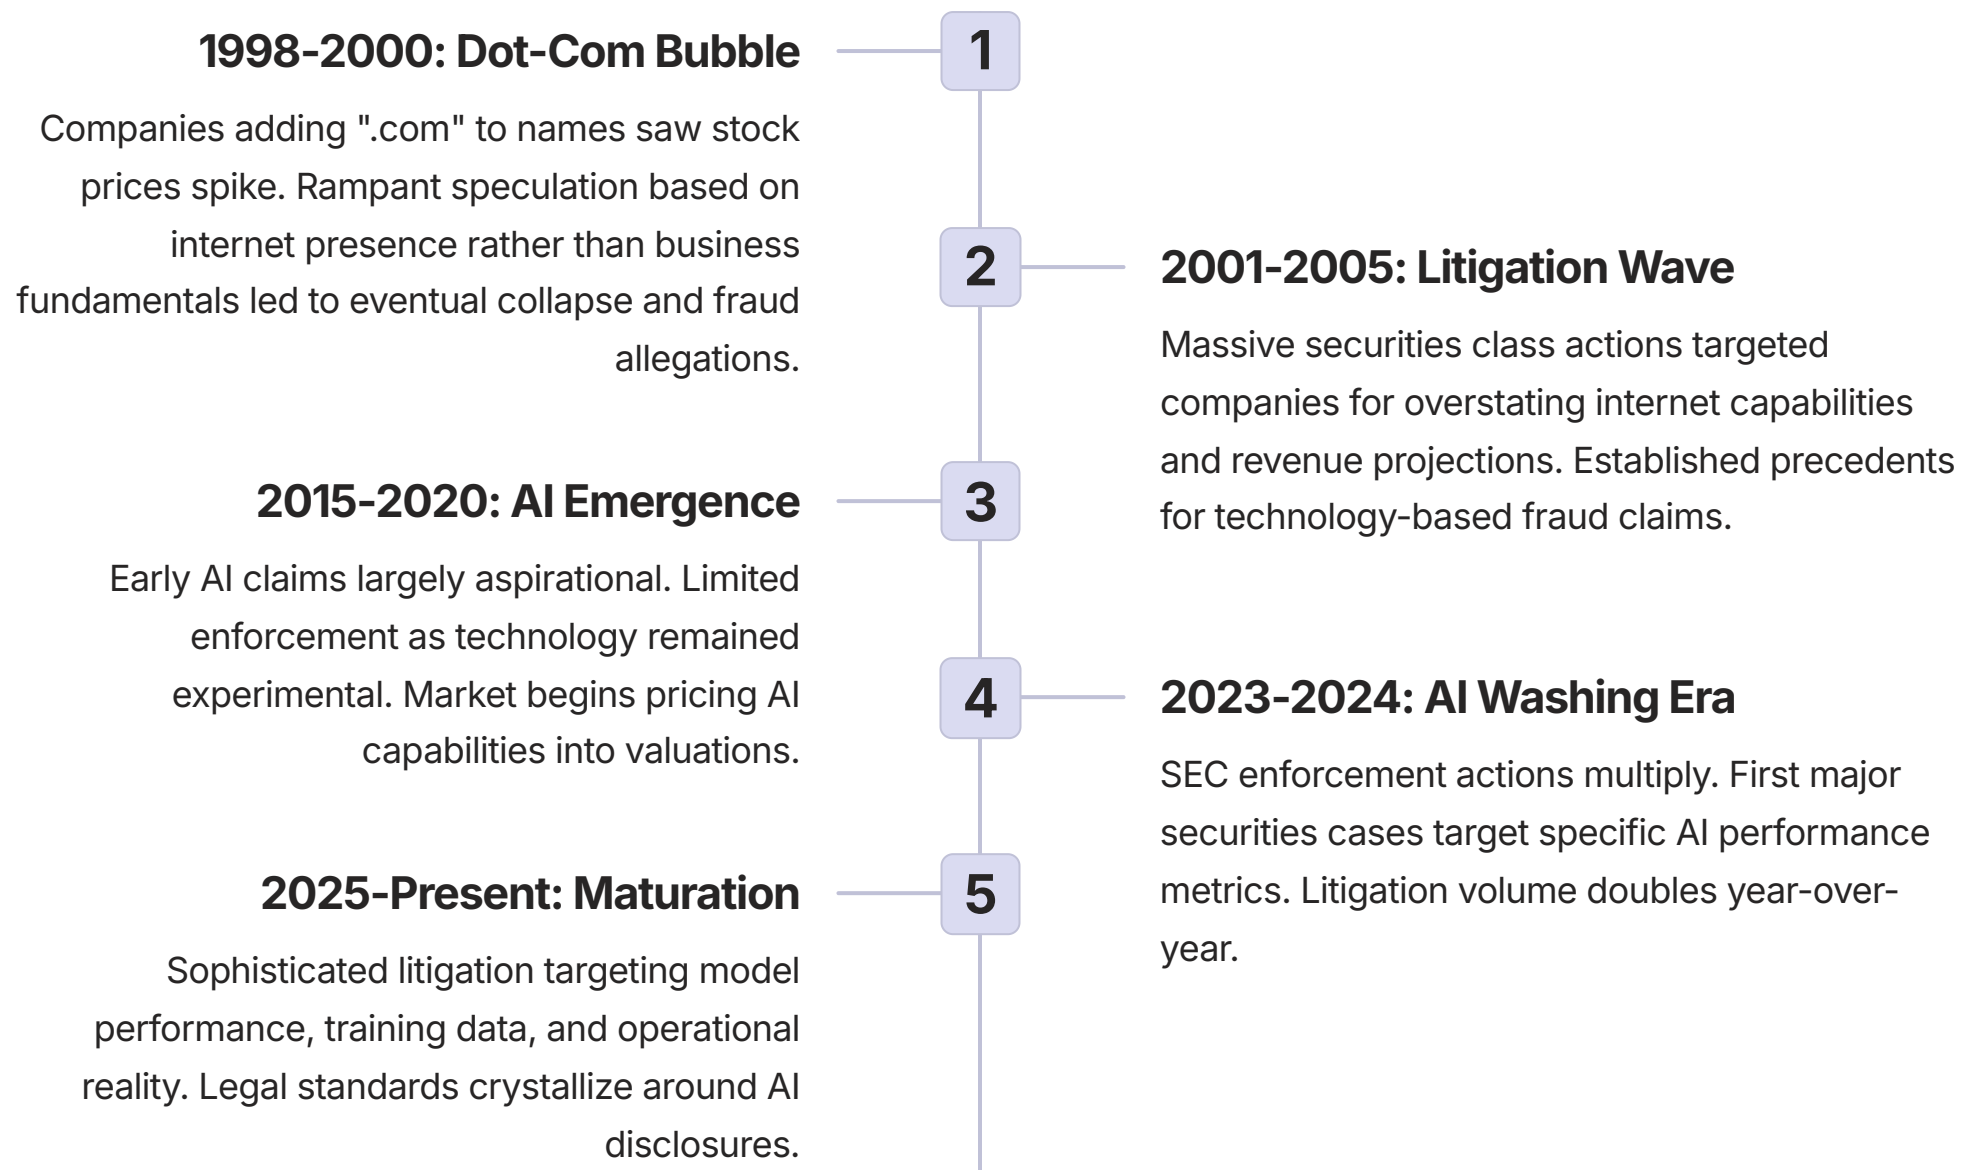 1998-2000: Dot-Com Bubble
1
Companies adding ".com" to names saw stock
prices spike. Rampant speculation based on
internet presence rather than business
fundamentals led to eventual collapse and fraud
allegations.
2
2001-2005: Litigation Wave
Massive securities class actions targeted
companies for overstating internet capabilities
and revenue projections. Established precedents
for technology-based fraud claims.
2015-2020: AI Emergence
3
Early AI claims largely aspirational. Limited
enforcement as technology remained
experimental. Market begins pricing AI
capabilities into valuations.
4
2023-2024: AI Washing Era
SEC enforcement actions multiply. First major
securities cases target specific AI performance
metrics. Litigation volume doubles year-over-
year.
2025-Present: Maturation
5
Sophisticated litigation targeting model
performance, training data, and operational
reality. Legal standards crystallize around AI
disclosures.